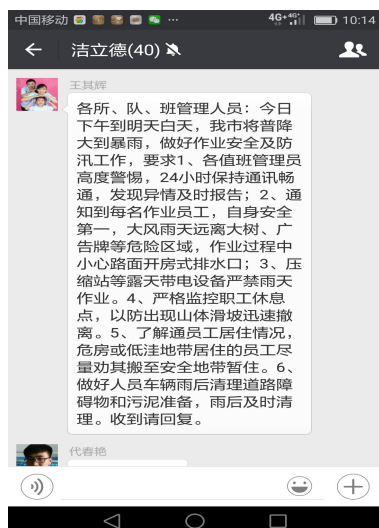 中国移动 4G+ 4G 10:14
洁立德(40)
王其辉
各所、队、班管理人员：今日
下午到明天白天，我市将普降
大到暴雨，做好作业安全及防
汛工作，要求1、各值班管理员
高度警惕，24小时保持通讯畅
通，发现异情及时报告；2、通
知到每名作业员工，自身安全
第一，大风雨天远离大树、广
告牌等危险区域，作业过程中
小心路面开房式排水口；3、压
缩站等露天带电设备严禁雨天
作业。4、严格监控职工休息
点，以防出现山体滑坡迅速撤
离。5、了解通员工居住情况，
危房或低洼地带居住的员工尽
量劝其搬至安全地带暂住。6、
做好人员车辆雨后清理道路障
碍物和污泥准备，雨后及时清
理。收到请回复。
代春艳